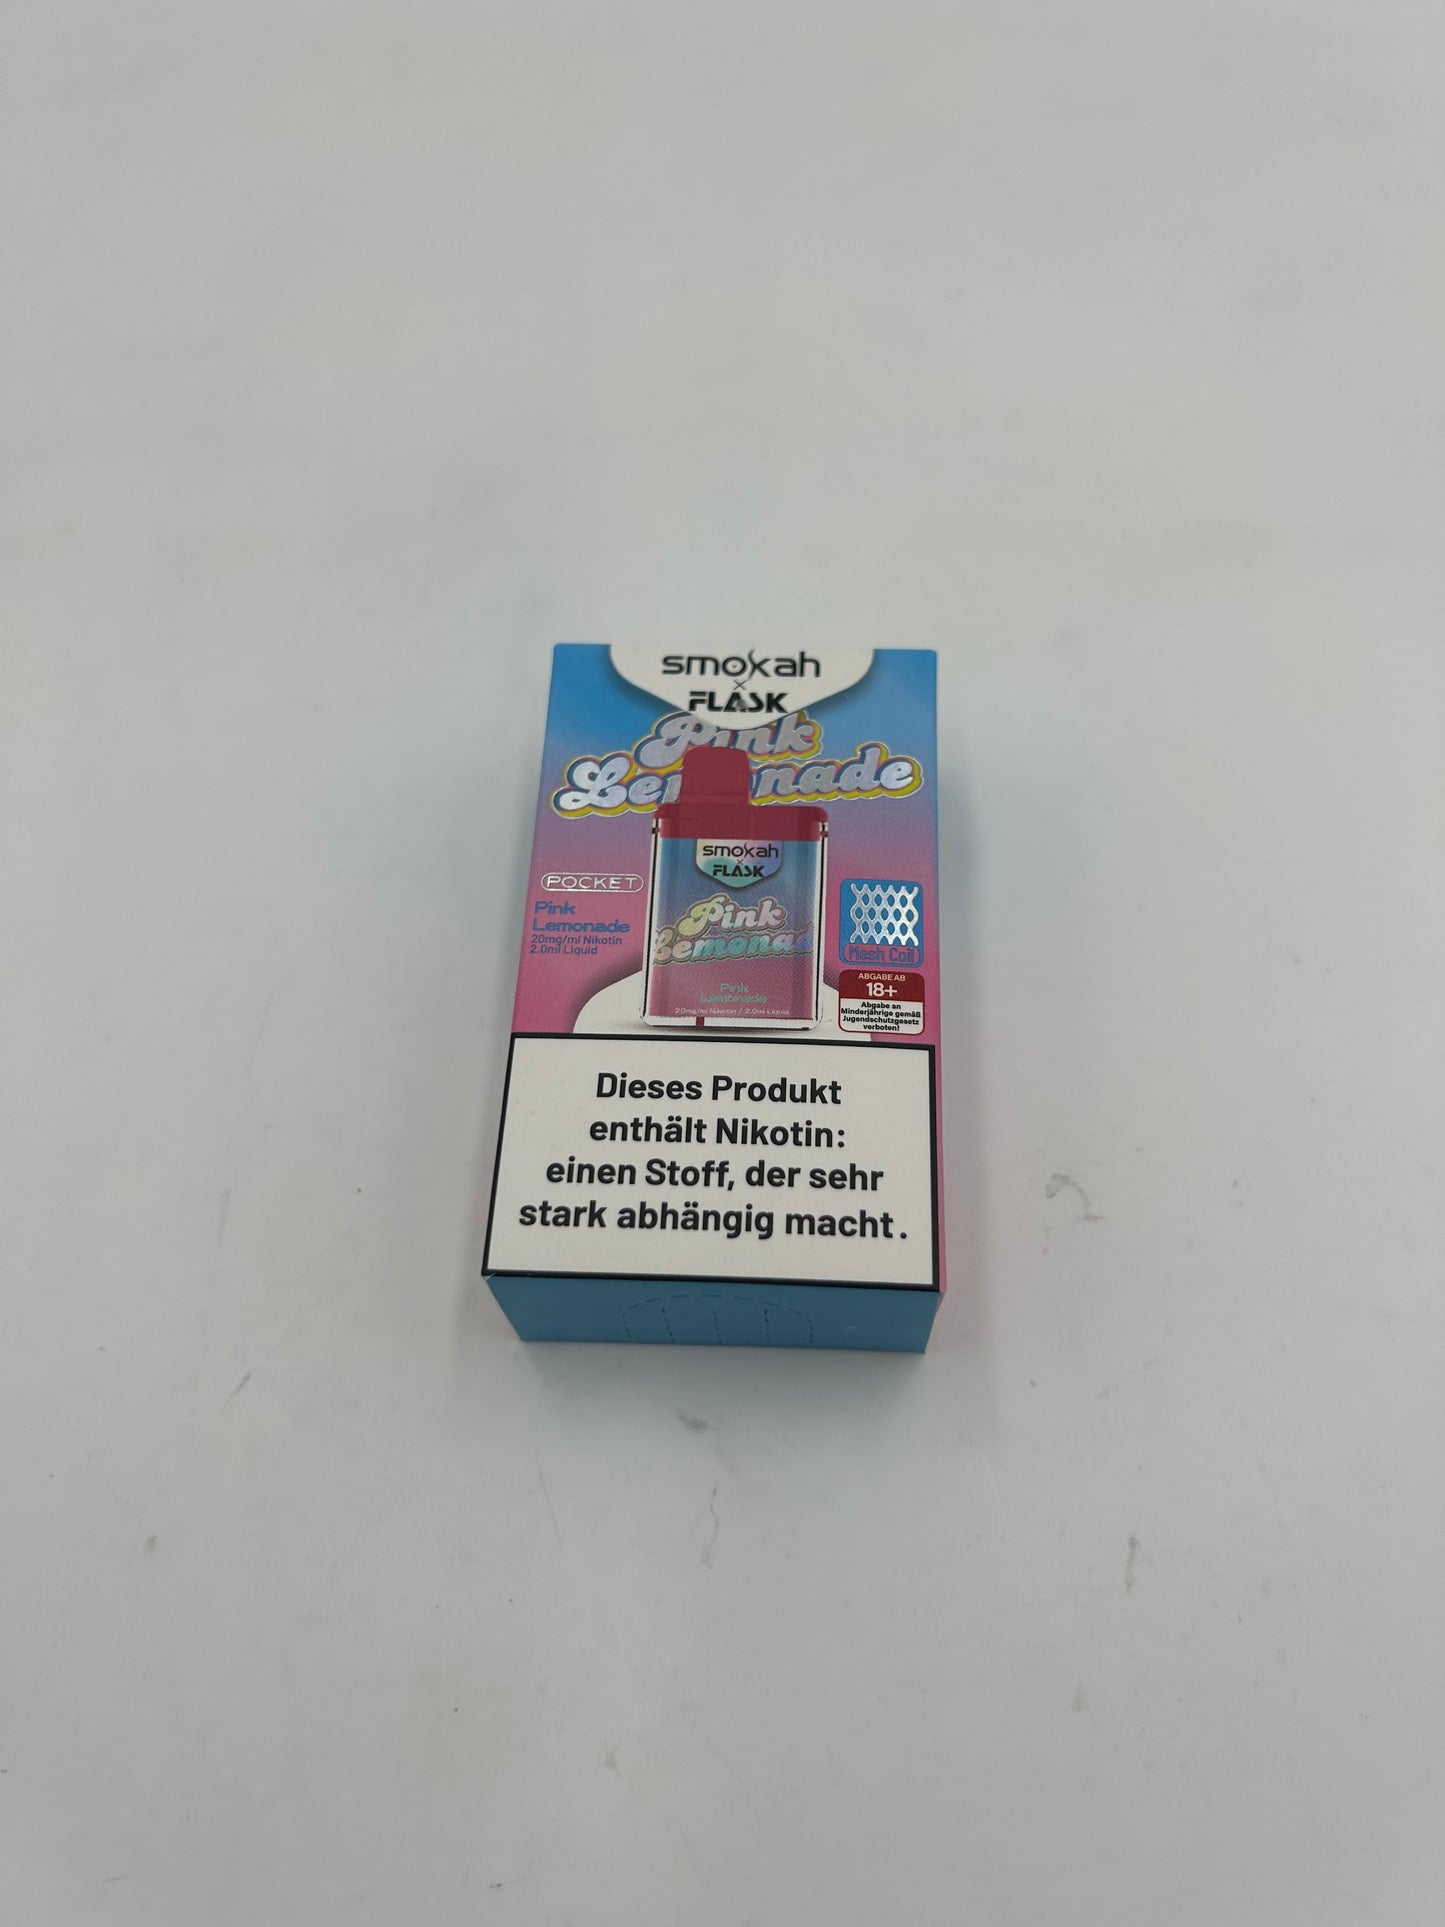 smokah
×
FLASK
Pink
Lemonade
smokah
×
FLASK
POCKET
Pink
Lemonade
20mg/ml Nikotin
2.0ml Liquid
Pink
Lemonade
Pink
Lemonade
20mg/ml Nikotin / 2.0ml Liquid
Mesh Coil
ABGABE AB
18+
Abgabe an
Minderjährige gemäß
Jugendschutzgesetz
verboten!
Dieses Produkt
enthält Nikotin:
einen Stoff, der sehr
stark abhängig macht.